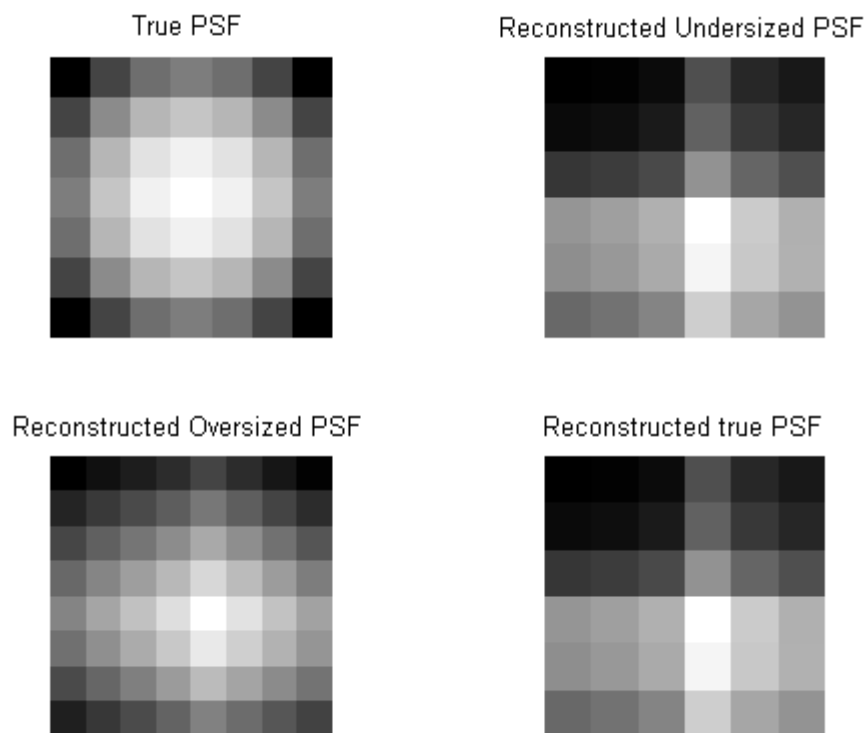 True PSF
Reconstructed Undersized PSF
Reconstructed Oversized PSF
Reconstructed true PSF